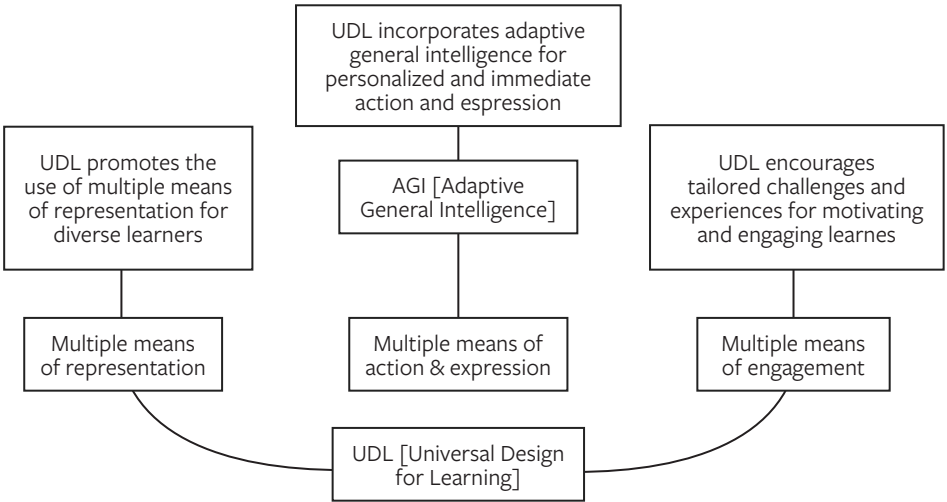 UDL incorporates adaptive
general intelligence for
personalized and immediate
action and espression
UDL promotes the
use of multiple means
of representation for
diverse learners
AGI [Adaptive
General Intelligence]
UDL encourages
tailored challenges and
experiences for motivating
and engaging learnes
Multiple means
of representation
Multiple means of
action & expression
Multiple means
of engagement
UDL [Universal Design
for Learning]